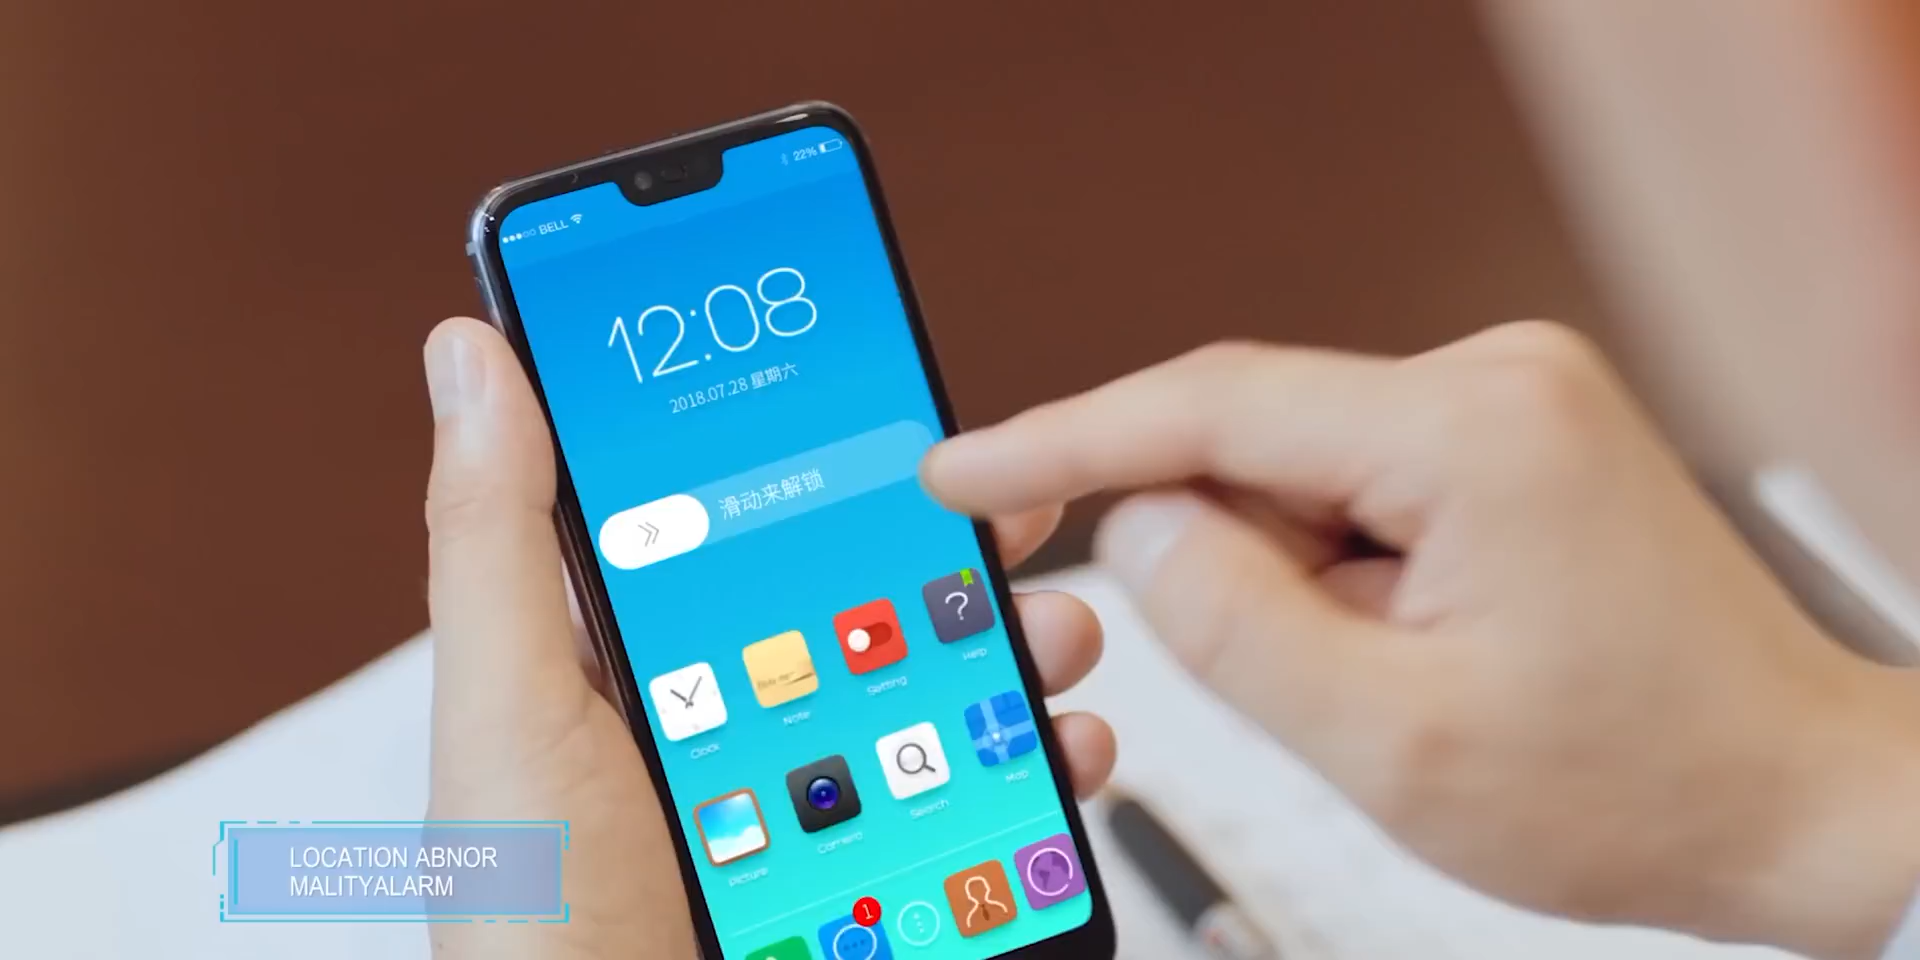 BELL
22%
12:08
2018.07.28 星期六
滑动来解锁
Clock
Note
Setting
Help
Picture
Camera
Search
Map
1
LOCATION ABNOR
MALITYALARM